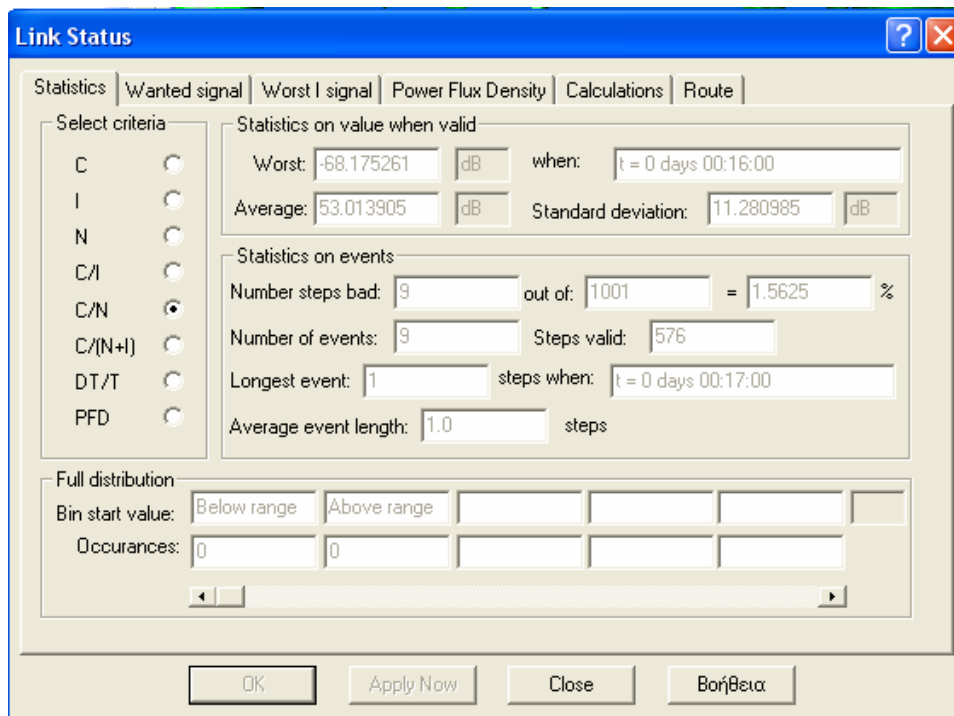 Link Status
Statistics Wanted signal Worst I signal Power Flux Density Calculations Route
Select criteria
C
I
N
C/I
C/N
C/(N+I)
DT/T
PFD
Statistics on value when valid
Worst: -68.175261 dB when: t = 0 days 00:16:00
Average: 53.013905 dB Standard deviation: 11.280985 dB
Statistics on events
Number steps bad: 9 out of: 1001 = 1.5625 %
Number of events: 9 Steps valid: 576
Longest event: 1 steps when: t = 0 days 00:17:00
Average event length: 1.0 steps
Full distribution
Bin start value: Below range Above range
Occurances: 0 0
OK Apply Now Close Βοήθεια